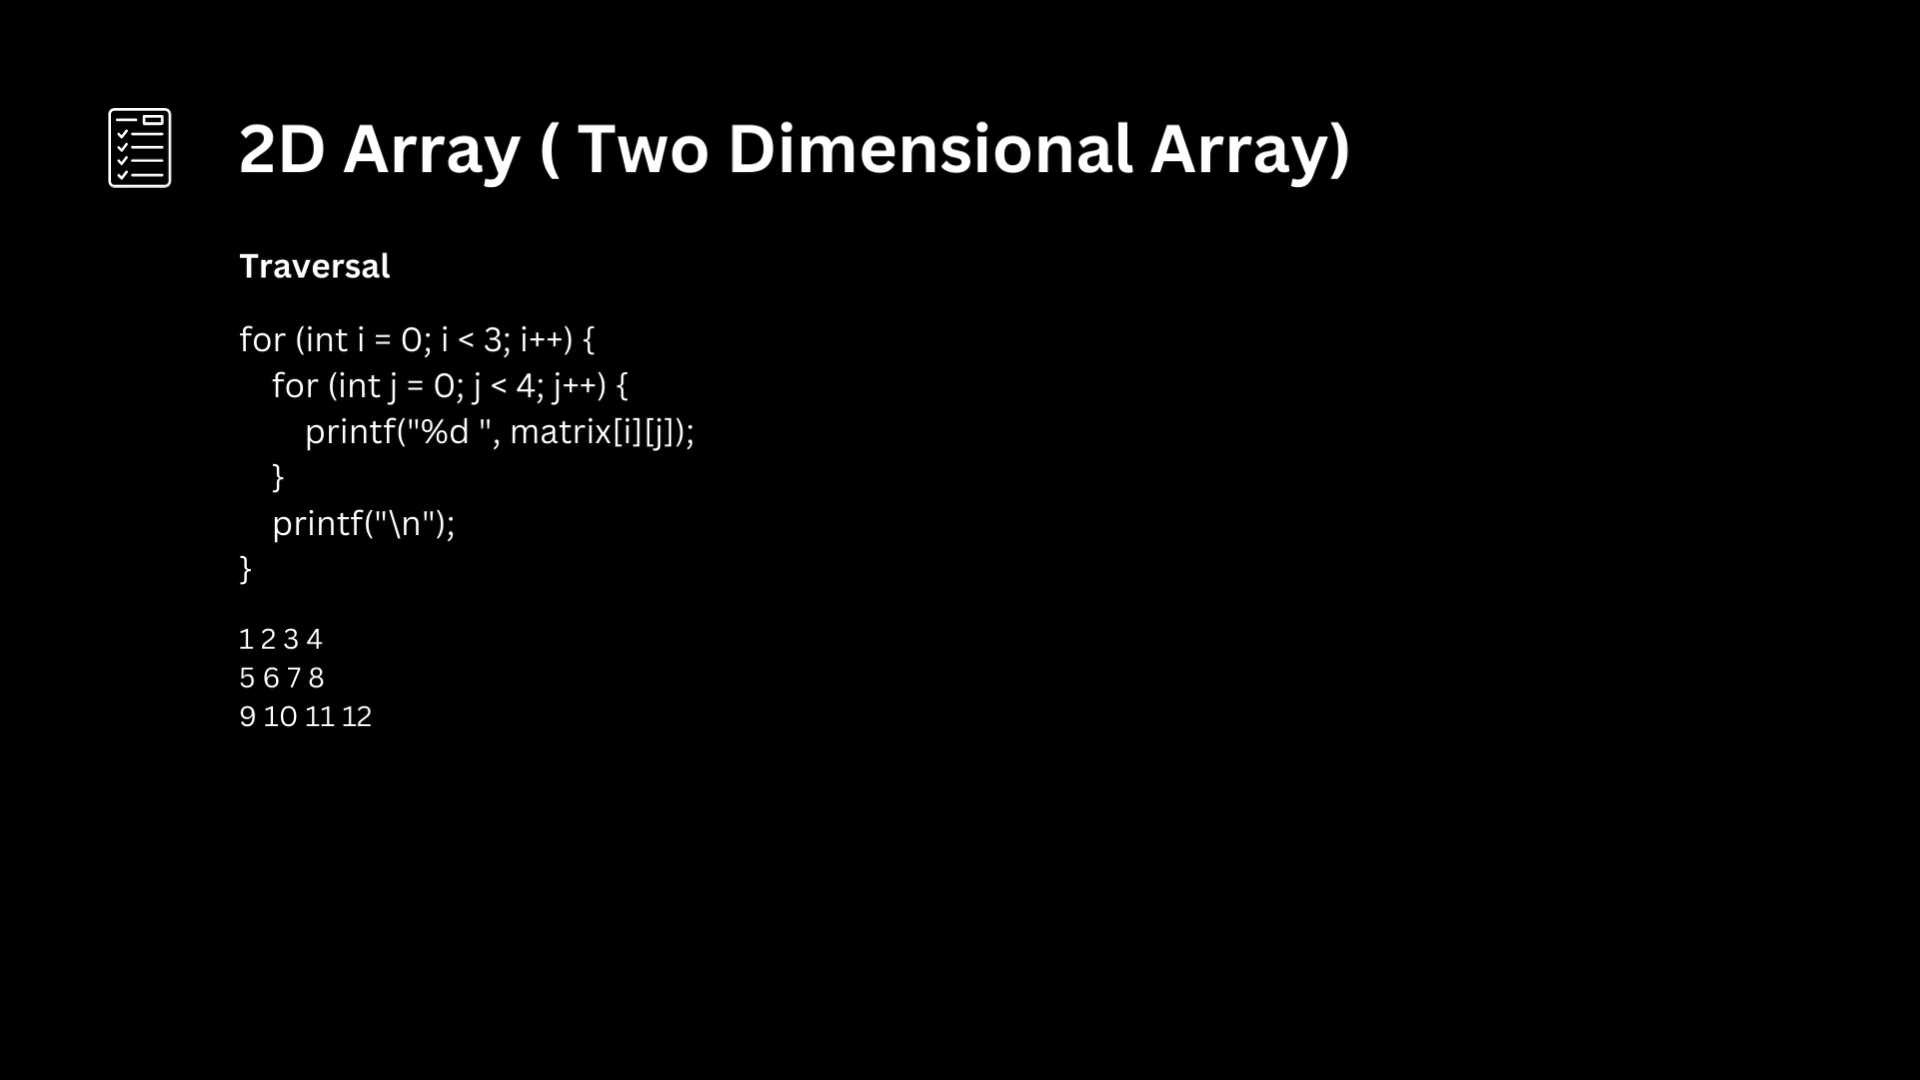 2D Array ( Two Dimensional Array)
Traversal
for (int i = 0; i < 3; i++) {
    for (int j = 0; j < 4; j++) {
        printf("%d ", matrix[i][j]);
    }
    printf("\n");
}
1 2 3 4
5 6 7 8
9 10 11 12